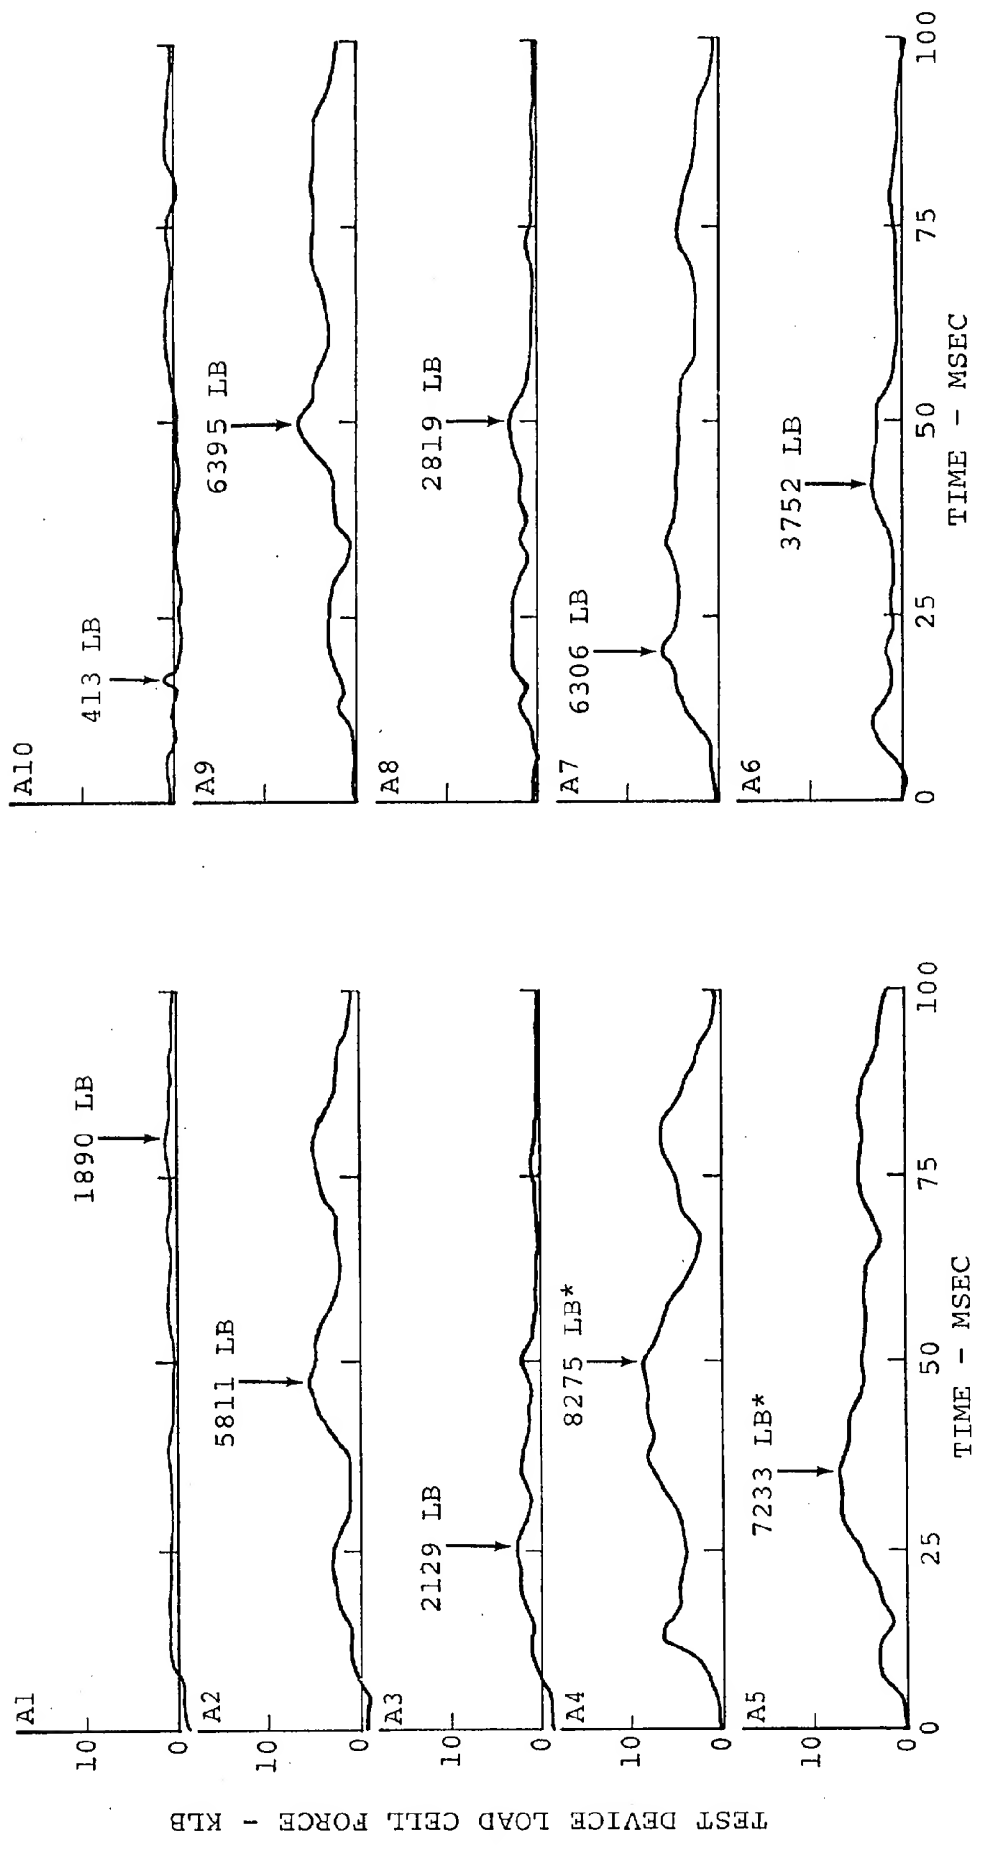 TEST DEVICE LOAD CELL FORCE - KLB
A1
10
0
1890 LB
A2
10
0
5811 LB
A3
10
0
2129 LB
A4
10
0
8275 LB*
A5
10
0
7233 LB*
0 25 50 75 100
TIME - MSEC
A10
413 LB
A9
6395 LB
A8
2819 LB
A7
6306 LB
A6
3752 LB
0 25 50 75 100
TIME - MSEC